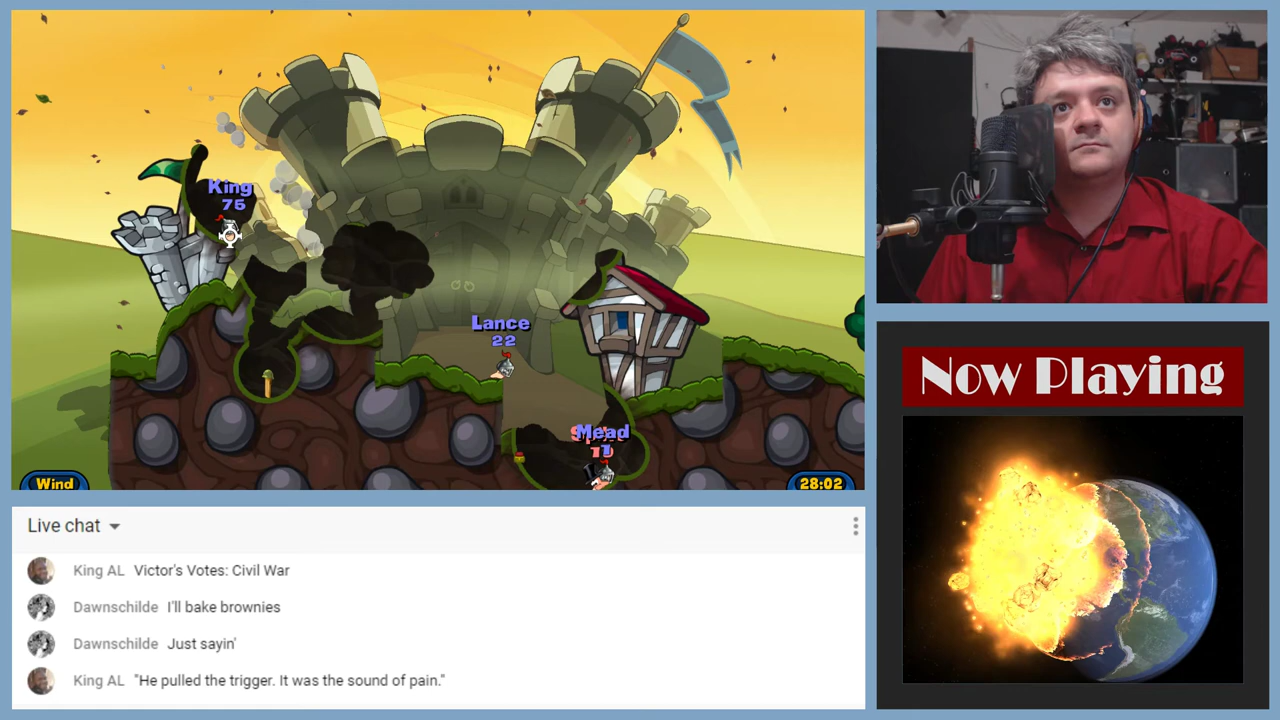 King
75
Lance
22
Mead
Wind
28:02
Now Playing
Live chat
King AL Victor's Votes: Civil War
Dawnschilde I'll bake brownies
Dawnschilde Just sayin'
King AL "He pulled the trigger. It was the sound of pain."